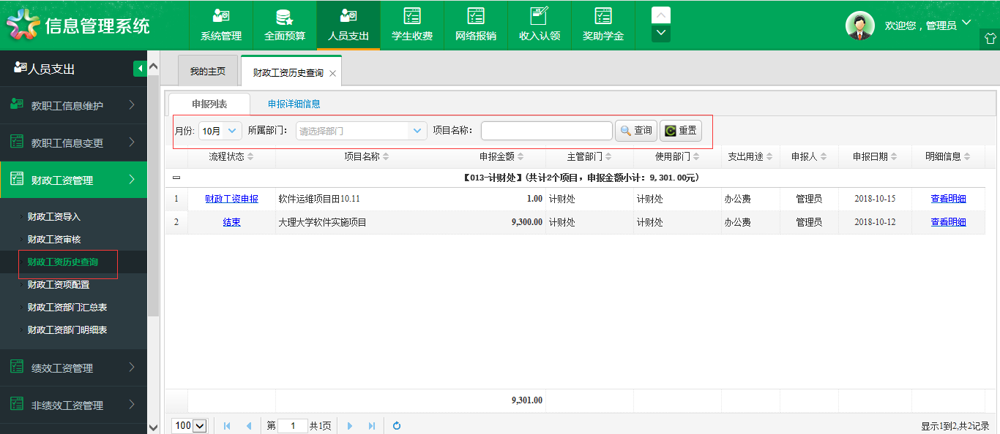 信息管理系统
系统管理 全面预算 人员支出 学生收费 网络报销 收入认领 奖助学金
欢迎您，管理员
人员支出
教职工信息维护
教职工信息变更
财政工资管理
财政工资导入
财政工资审核
财政工资历史查询
财政工资项配置
财政工资部门汇总表
财政工资部门明细表
绩效工资管理
非绩效工资管理
我的主页 财政工资历史查询
申报列表 申报详细信息
月份: 10月 所属部门: 请选择部门 项目名称: 查询 重置
流程状态 项目名称 申报金额 主管部门 使用部门 支出用途 申报人 申报日期 明细信息
【013-计财处】(共计2个项目，申报金额小计：9,301.00元)
1 财政工资申报 软件运维项目田10.11 1.00 计财处 计财处 办公费 管理员 2018-10-15 查看明细
2 结束 大理大学软件实施项目 9,300.00 计财处 计财处 办公费 管理员 2018-10-12 查看明细
9,301.00
100 第 1 共1页 显示1到2,共2记录